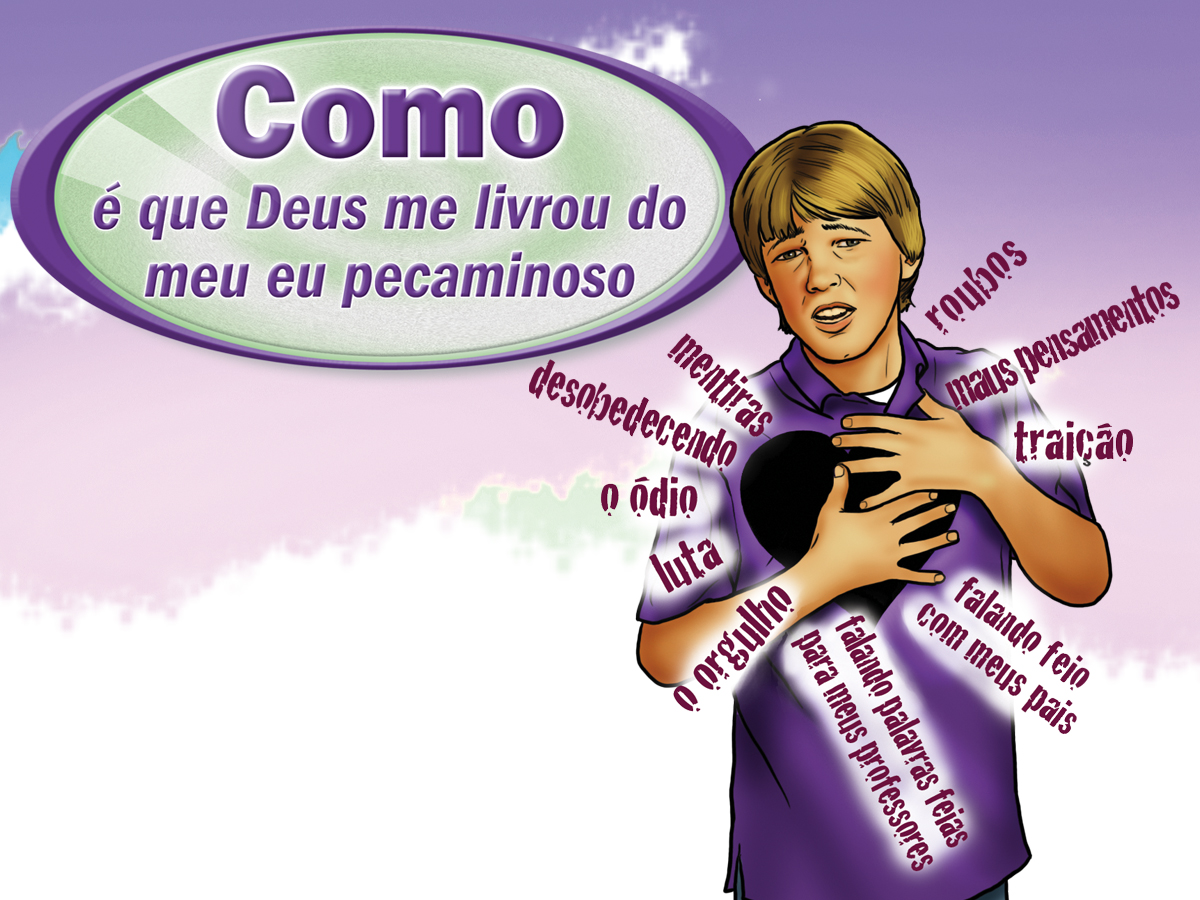 Como
é que Deus me livrou do
meu eu pecaminoso
roubos
maus pensamentos
mentiras
desobedecendo
traição
o ódio
luta
o orgulho
falando feio
com meus pais
falando palavras feias
para meus professores